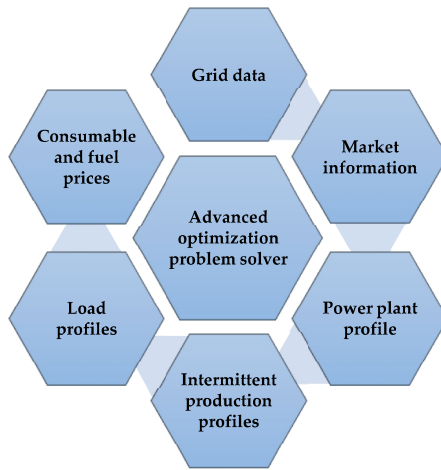 Grid data
Consumable
and fuel
prices
Market
information
Advanced
optimization
problem solver
Load
profiles
Power plant
profile
Intermittent
production
profiles